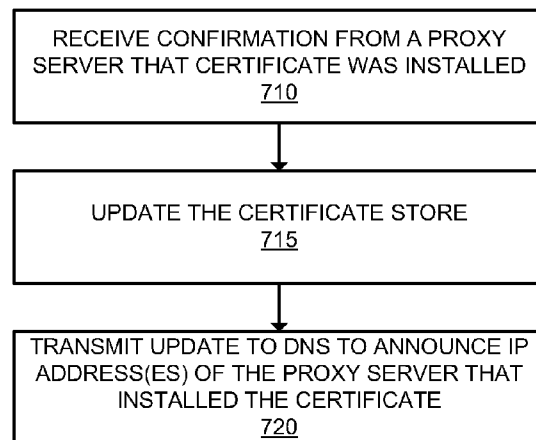 RECEIVE CONFIRMATION FROM A PROXY
SERVER THAT CERTIFICATE WAS INSTALLED
710
UPDATE THE CERTIFICATE STORE
715
TRANSMIT UPDATE TO DNS TO ANNOUNCE IP
ADDRESS(ES) OF THE PROXY SERVER THAT
INSTALLED THE CERTIFICATE
720